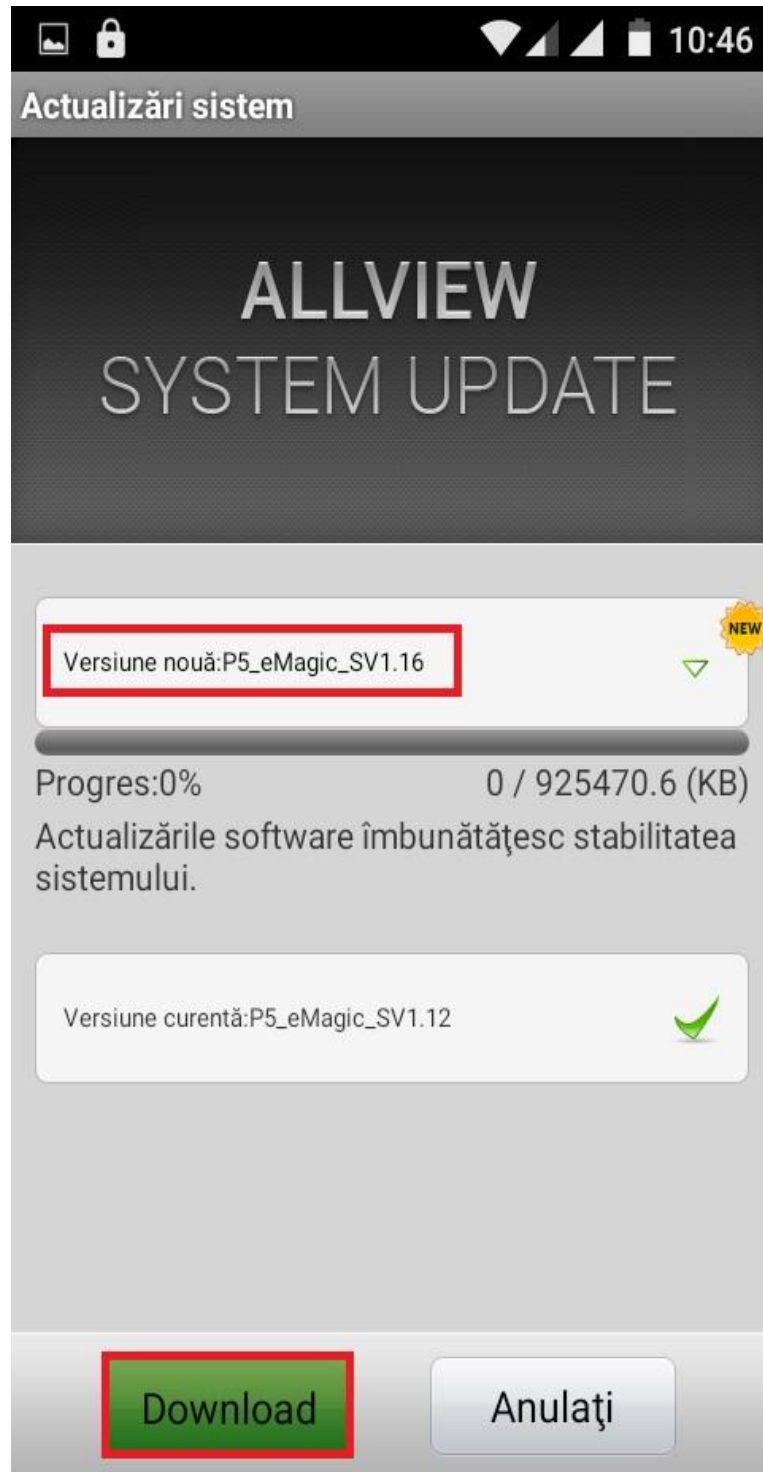 10:46
Actualizări sistem
ALLVIEW
SYSTEM UPDATE
NEW
Versiune nouă:P5_eMagic_SV1.16
Progres:0% 0 / 925470.6 (KB)
Actualizările software îmbunătăţesc stabilitatea
sistemului.
Versiune curentă:P5_eMagic_SV1.12
Download Anulaţi